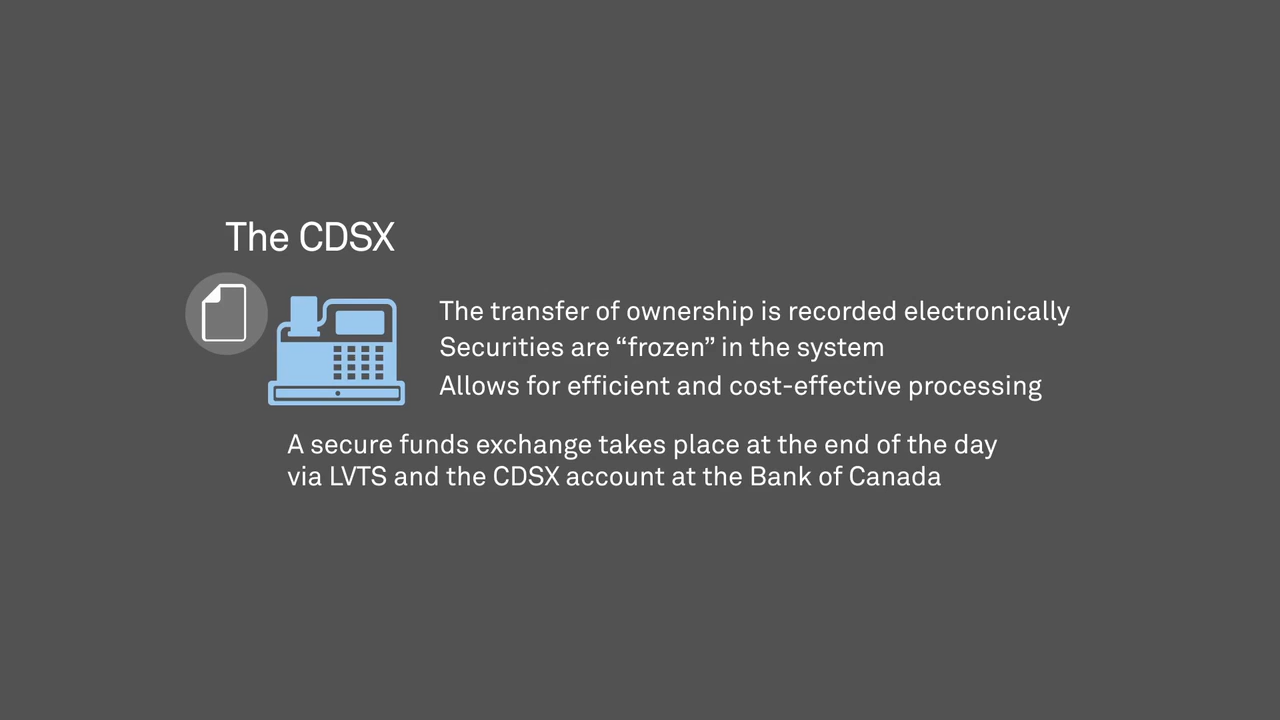 The CDSX
The transfer of ownership is recorded electronically
Securities are “frozen” in the system
Allows for efficient and cost-effective processing
A secure funds exchange takes place at the end of the day
via LVTS and the CDSX account at the Bank of Canada